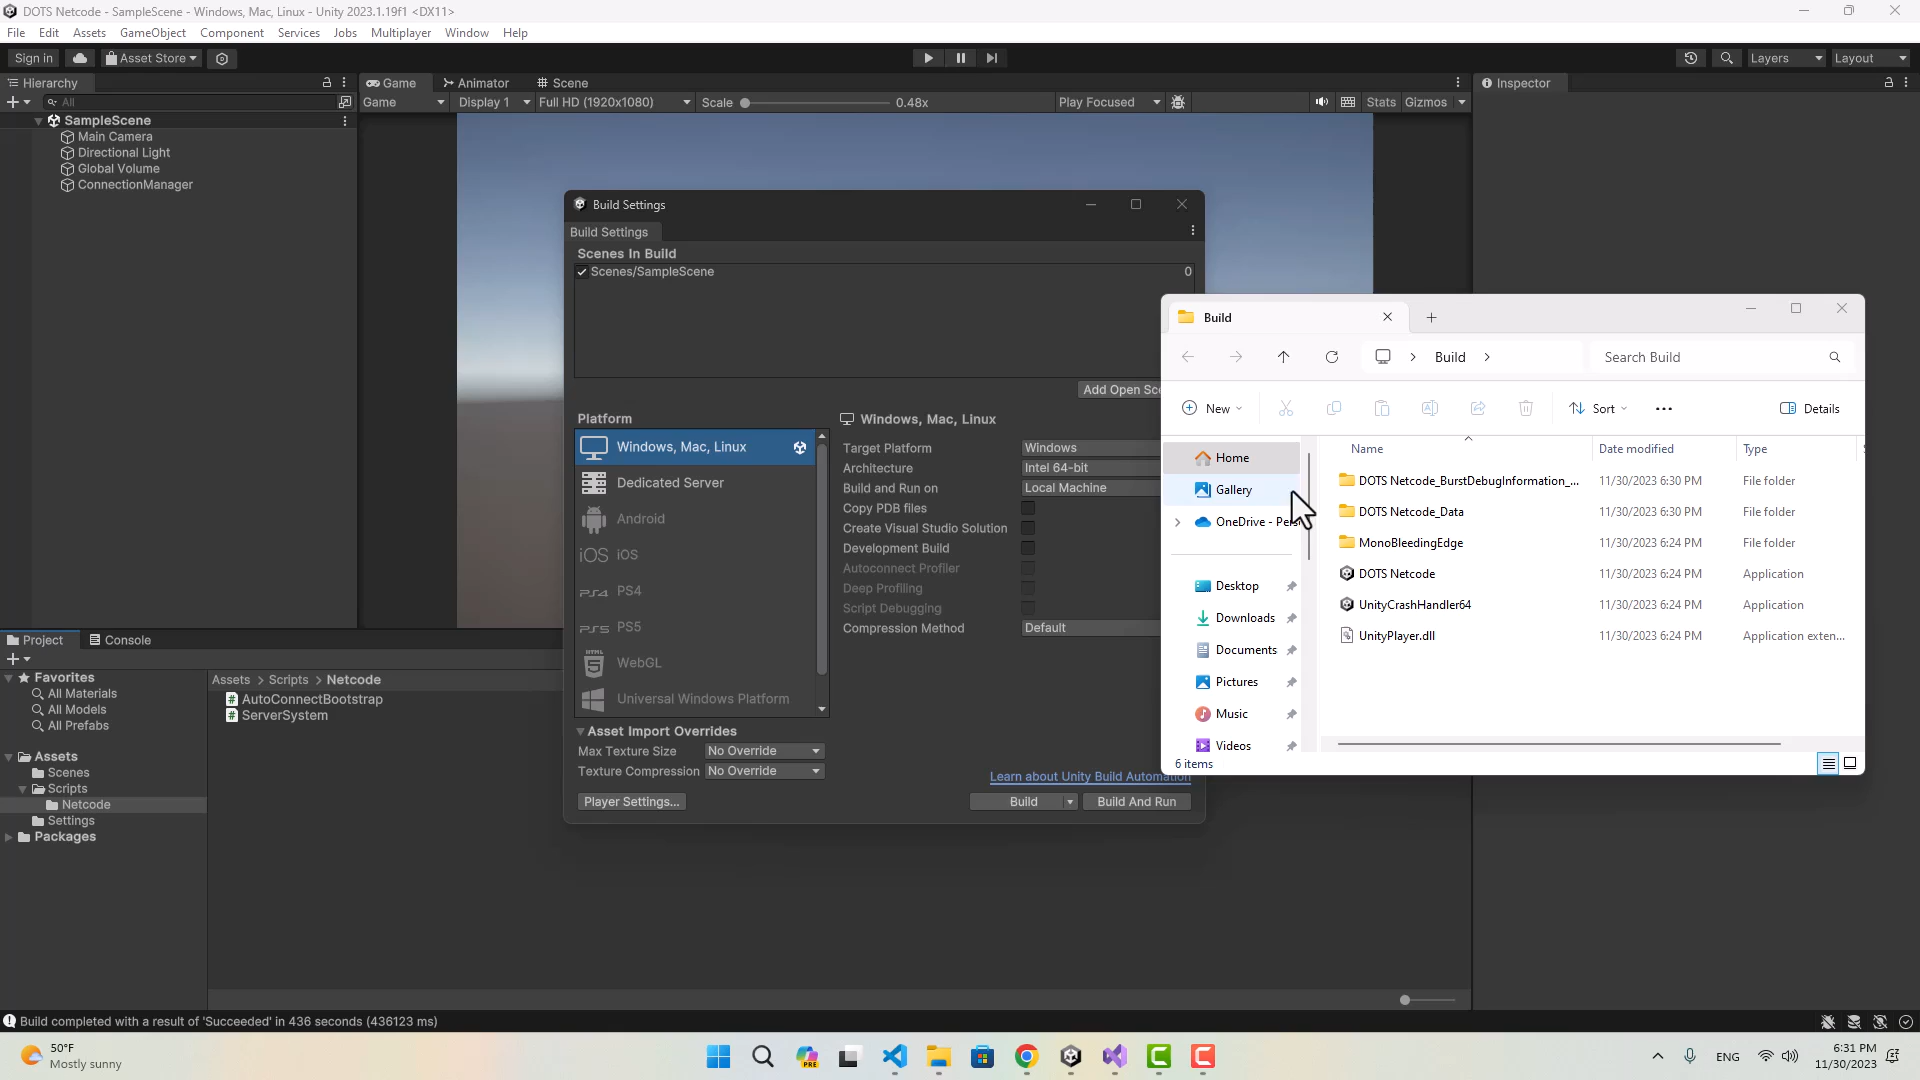 DOTS Netcode - SampleScene - Windows, Mac, Linux - Unity 2023.1.19f1 <DX11>
File Edit Assets GameObject Component Services Jobs Multiplayer Window Help
Sign in Asset Store Layers Layout
Hierarchy
All
SampleScene
Main Camera
Directional Light
Global Volume
ConnectionManager
Game Animator Scene
Game Display 1 Full HD (1920x1080) Scale 0.48x Play Focused Stats Gizmos
Inspector
Build Settings
Build Settings
Scenes In Build
Scenes/SampleScene 0
Add Open Sce
Platform
Windows, Mac, Linux
Dedicated Server
Android
iOS iOS
PS4 PS4
PS5 PS5
WebGL
Universal Windows Platform
Windows, Mac, Linux
Target Platform Windows
Architecture Intel 64-bit
Build and Run on Local Machine
Copy PDB files
Create Visual Studio Solution
Development Build
Autoconnect Profiler
Deep Profiling
Script Debugging
Compression Method Default
Asset Import Overrides
Max Texture Size No Override
Texture Compression No Override
Learn about Unity Build Automation
Player Settings... Build Build And Run
Build
Build Search Build
New Sort Details
Home
Gallery
OneDrive - Pers
Desktop
Downloads
Documents
Pictures
Music
Videos
Name Date modified Type
DOTS Netcode_BurstDebugInformation_... 11/30/2023 6:30 PM File folder
DOTS Netcode_Data 11/30/2023 6:30 PM File folder
MonoBleedingEdge 11/30/2023 6:24 PM File folder
DOTS Netcode 11/30/2023 6:24 PM Application
UnityCrashHandler64 11/30/2023 6:24 PM Application
UnityPlayer.dll 11/30/2023 6:24 PM Application exten...
6 items
Project Console
Favorites
All Materials
All Models
All Prefabs
Assets
Scenes
Scripts
Netcode
Settings
Packages
Assets > Scripts > Netcode
AutoConnectBootstrap
ServerSystem
Build completed with a result of 'Succeeded' in 436 seconds (436123 ms)
50°F
Mostly sunny
PRE
ENG
6:31 PM
11/30/2023